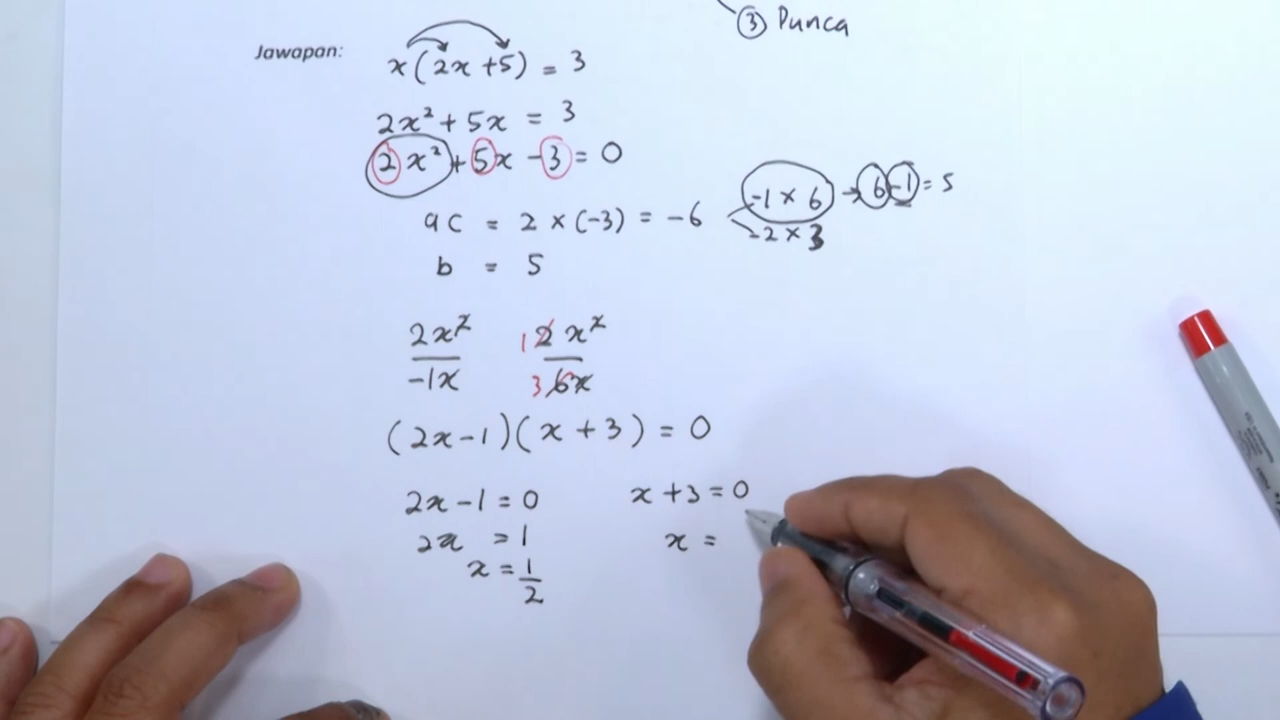 ③ Punca
Jawapan: x(2x+5) = 3
2x² + 5x = 3
2x² + 5x - 3 = 0
ac = 2 × (-3) = -6
-1 × 6 → 6-1 = 5
-2 × 3
b = 5
2x² 1 2x²
-1x 3 6x
(2x-1)(x+3) = 0
2x-1=0 x+3=0
2x =1 x =
x = 1
2